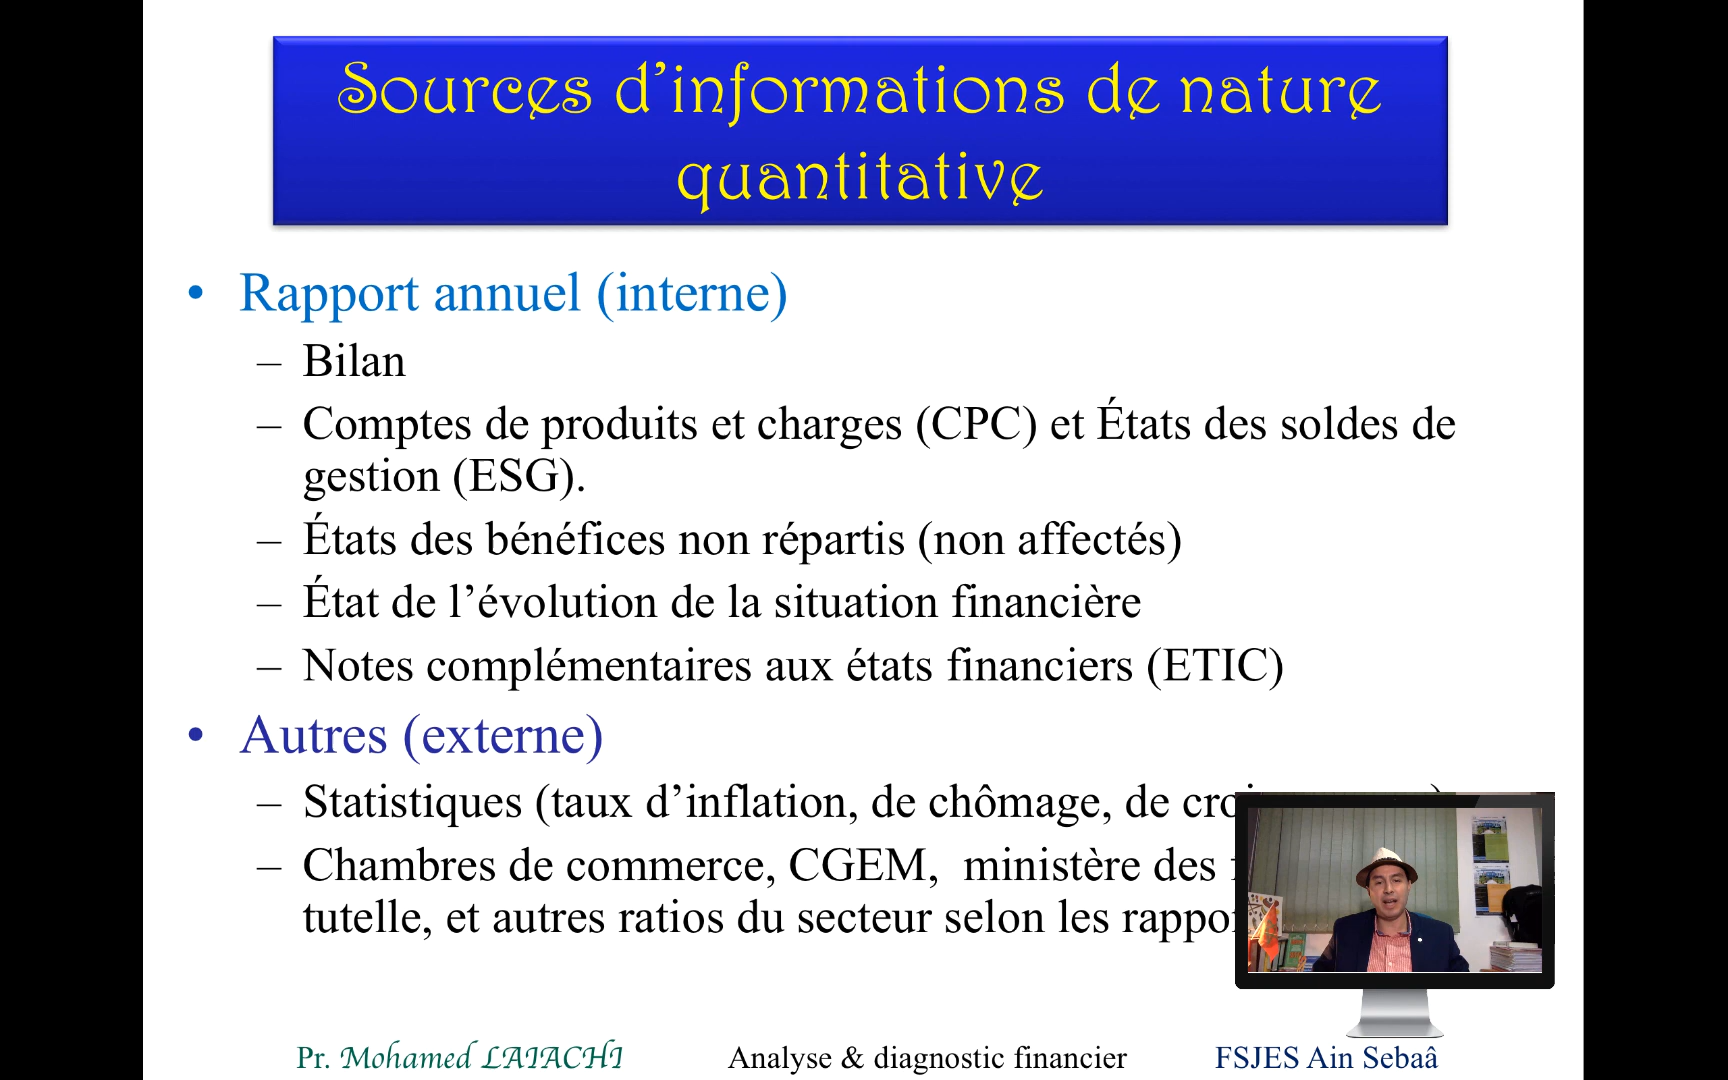 Sources d’informations de nature
quantitative
• Rapport annuel (interne)
– Bilan
– Comptes de produits et charges (CPC) et États des soldes de
gestion (ESG).
– États des bénéfices non répartis (non affectés)
– État de l’évolution de la situation financière
– Notes complémentaires aux états financiers (ETIC)
• Autres (externe)
– Statistiques (taux d’inflation, de chômage, de
– Chambres de commerce, CGEM, ministère des
tutelle, et autres ratios du secteur selon les
Pr. Mohamed LAIACHI Analyse & diagnostic financier FSJES Ain Sebaâ